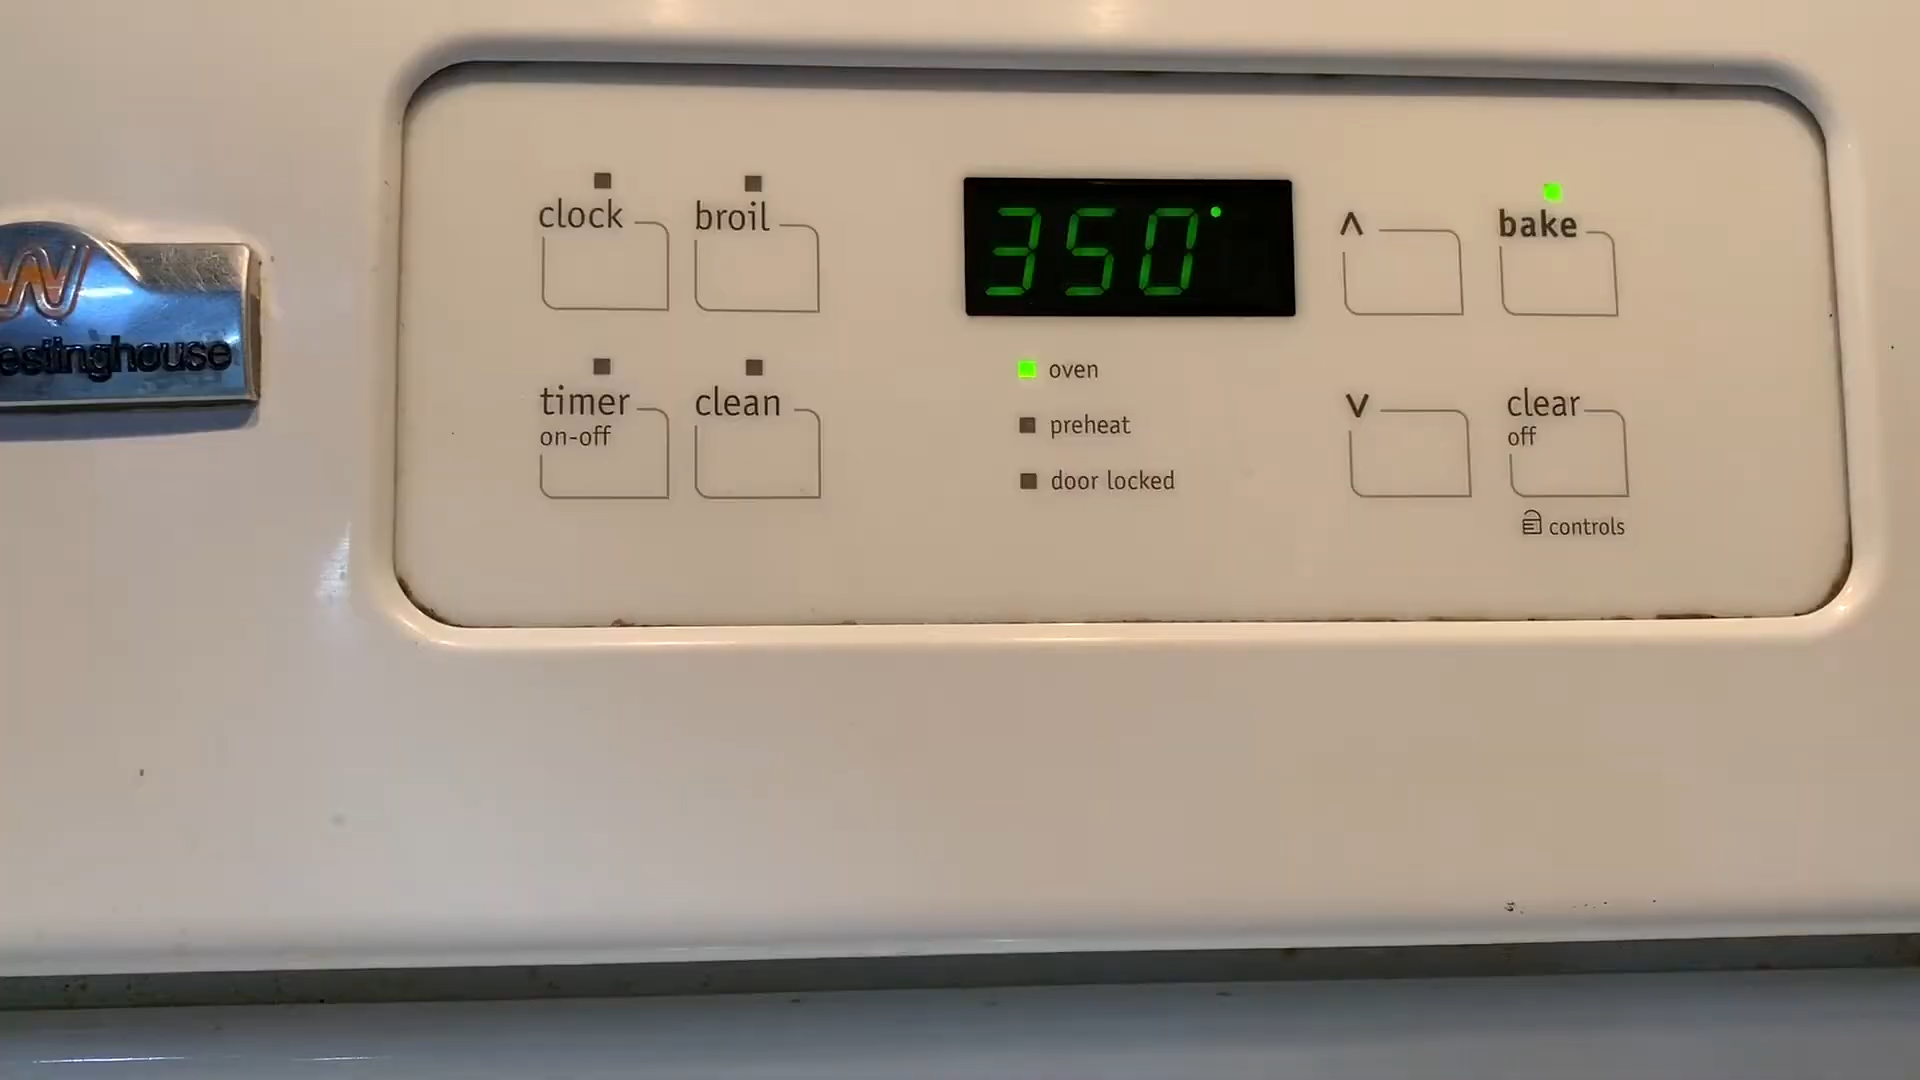 W
estinghouse
clock
broil
350°
^
bake
timer
on-off
clean
oven
preheat
door locked
v
clear
off
controls